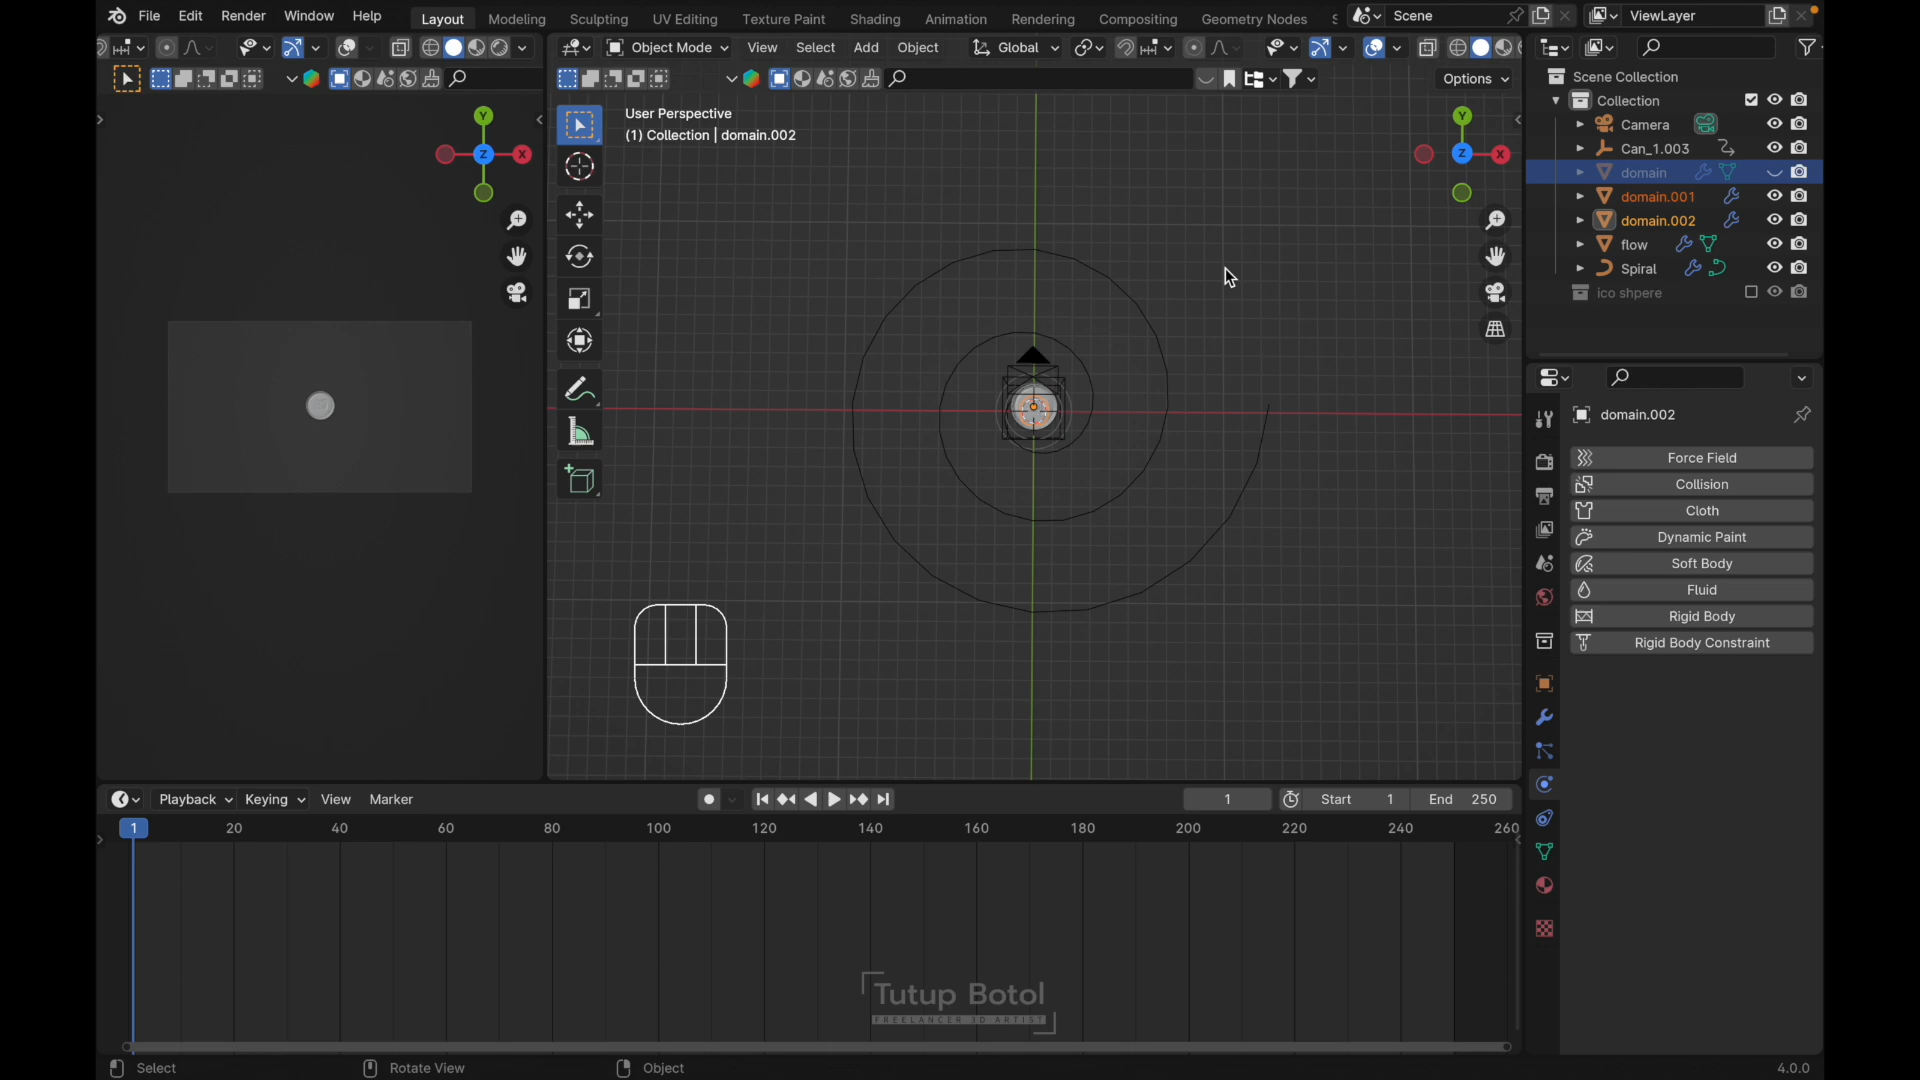 File Edit Render Window Help Layout Modeling Sculpting UV Editing Texture Paint Shading Animation Rendering Compositing Geometry Nodes S Scene ViewLayer
Object Mode View Select Add Object Global
Options
User Perspective
(1) Collection | domain.002
Y
X
Z
Y
X
Z
Scene Collection
Collection
Camera
Can_1.003
domain
domain.001
domain.002
flow
Spiral
ico shpere
domain.002
Force Field
Collision
Cloth
Dynamic Paint
Soft Body
Fluid
Rigid Body
Rigid Body Constraint
Playback Keying View Marker 1 Start 1 End 250
1 20 40 60 80 100 120 140 160 180 200 220 240 260
Tutup Botol
FREELANCER 3D ARTIST
Select Rotate View Object 4.0.0